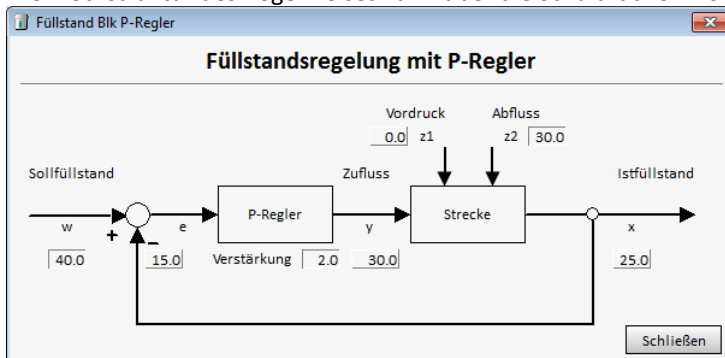 Füllstand Blk P-Regler
Füllstandsregelung mit P-Regler
Vordruck Abfluss
0.0 z1 z2 30.0
Sollfüllstand Zufluss Istfüllstand
P-Regler Strecke
w + − e y x
40.0 15.0 Verstärkung 2.0 30.0 25.0
Schließen